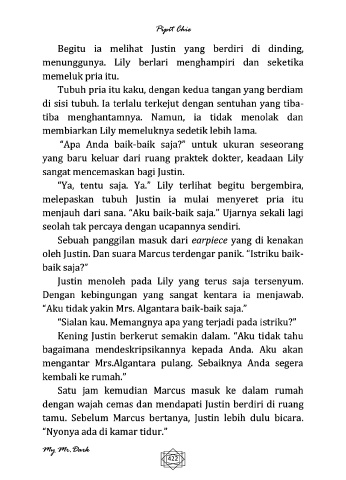 Pipit Chie
Begitu ia melihat Justin yang berdiri di dinding,
menunggunya. Lily berlari menghampiri dan seketika
memeluk pria itu.
Tubuh pria itu kaku, dengan kedua tangan yang berdiam
di sisi tubuh. Ia terlalu terkejut dengan sentuhan yang tiba-
tiba menghantamnya. Namun, ia tidak menolak dan
membiarkan Lily memeluknya sedetik lebih lama.
“Apa Anda baik-baik saja?” untuk ukuran seseorang
yang baru keluar dari ruang praktek dokter, keadaan Lily
sangat mencemaskan bagi Justin.
“Ya, tentu saja. Ya.” Lily terlihat begitu bergembira,
melepaskan tubuh Justin ia mulai menyeret pria itu
menjauh dari sana. “Aku baik-baik saja.” Ujarnya sekali lagi
seolah tak percaya dengan ucapannya sendiri.
Sebuah panggilan masuk dari earpiece yang di kenakan
oleh Justin. Dan suara Marcus terdengar panik. “Istriku baik-
baik saja?”
Justin menoleh pada Lily yang terus saja tersenyum.
Dengan kebingungan yang sangat kentara ia menjawab.
“Aku tidak yakin Mrs. Algantara baik-baik saja.”
“Sialan kau. Memangnya apa yang terjadi pada istriku?”
Kening Justin berkerut semakin dalam. “Aku tidak tahu
bagaimana mendeskripsikannya kepada Anda. Aku akan
mengantar Mrs.Algantara pulang. Sebaiknya Anda segera
kembali ke rumah.”
Satu jam kemudian Marcus masuk ke dalam rumah
dengan wajah cemas dan mendapati Justin berdiri di ruang
tamu. Sebelum Marcus bertanya, Justin lebih dulu bicara.
“Nyonya ada di kamar tidur.”
My Mr. Dark
422